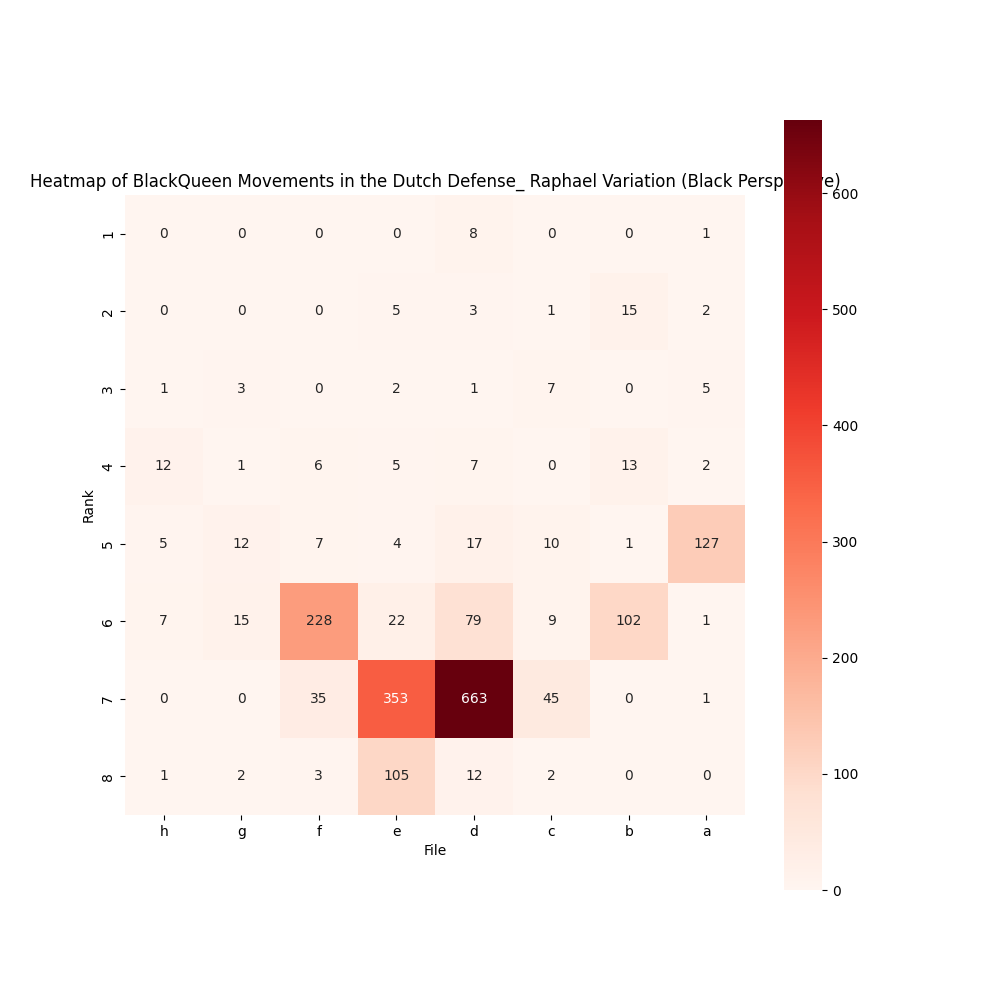 Heatmap of BlackQueen Movements in the Dutch Defense_ Raphael Variation (Black Persp ve)
600
1 0 0 0 0 8 0 0 1
500
2 0 0 0 5 3 1 15 2
3 1 3 0 2 1 7 0 5
400
4 12 1 6 5 7 0 13 2
Rank
5 5 12 7 4 17 10 1 127
300
6 7 15 228 22 79 9 102 1
200
7 0 0 35 353 663 45 0 1
100
8 1 2 3 105 12 2 0 0
h g f e d c b a
File
0